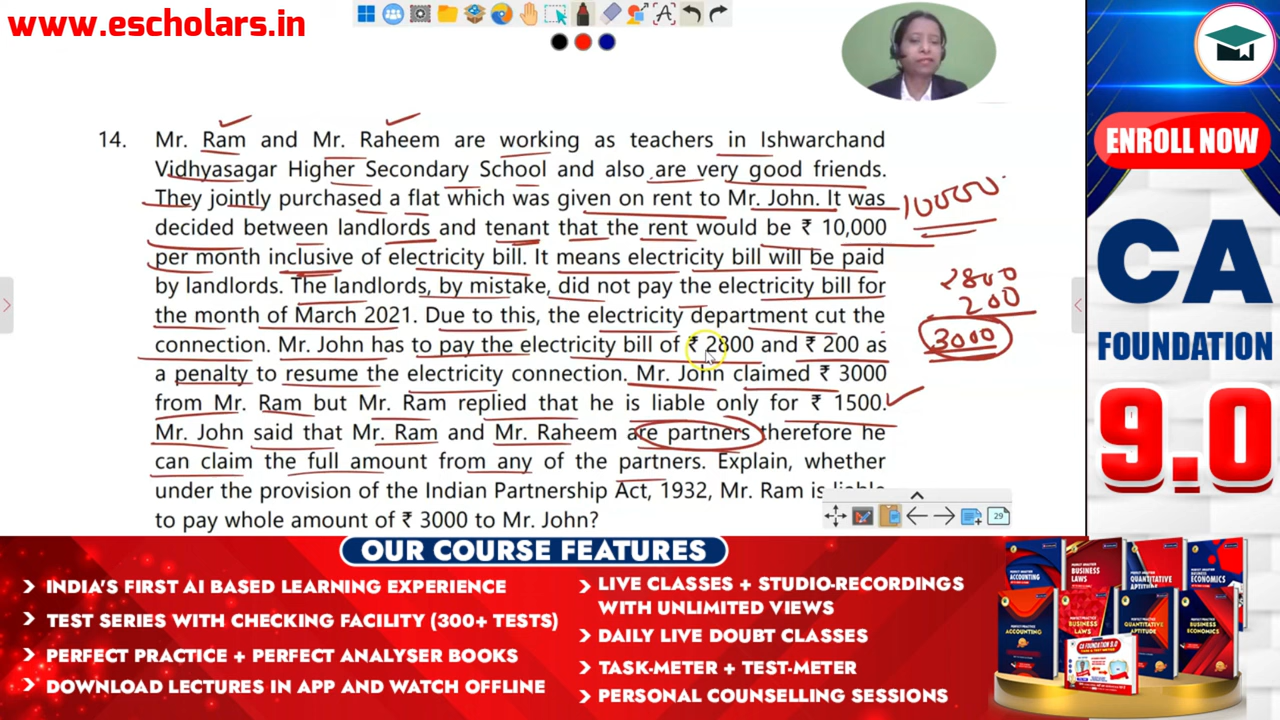 www.escholars.in
29
14. Mr. Ram and Mr. Raheem are working as teachers in Ishwarchand
Vidhyasagar Higher Secondary School and also are very good friends.
They jointly purchased a flat which was given on rent to Mr. John. It was
decided between landlords and tenant that the rent would be ₹ 10,000
per month inclusive of electricity bill. It means electricity bill will be paid
by landlords. The landlords, by mistake, did not pay the electricity bill for
the month of March 2021. Due to this, the electricity department cut the
connection. Mr. John has to pay the electricity bill of ₹ 2800 and ₹ 200 as
a penalty to resume the electricity connection. Mr. John claimed ₹ 3000
from Mr. Ram but Mr. Ram replied that he is liable only for ₹ 1500.
Mr. John said that Mr. Ram and Mr. Raheem are partners therefore he
can claim the full amount from any of the partners. Explain, whether
under the provision of the Indian Partnership Act, 1932, Mr. Ram is liable
to pay whole amount of ₹ 3000 to Mr. John?
10000
2800
200
3000
ENROLL NOW
CA
FOUNDATION
9.0
OUR COURSE FEATURES
INDIA'S FIRST AI BASED LEARNING EXPERIENCE
TEST SERIES WITH CHECKING FACILITY (300+ TESTS)
PERFECT PRACTICE + PERFECT ANALYSER BOOKS
DOWNLOAD LECTURES IN APP AND WATCH OFFLINE
LIVE CLASSES + STUDIO-RECORDINGS
WITH UNLIMITED VIEWS
DAILY LIVE DOUBT CLASSES
TASK-METER + TEST-METER
PERSONAL COUNSELLING SESSIONS